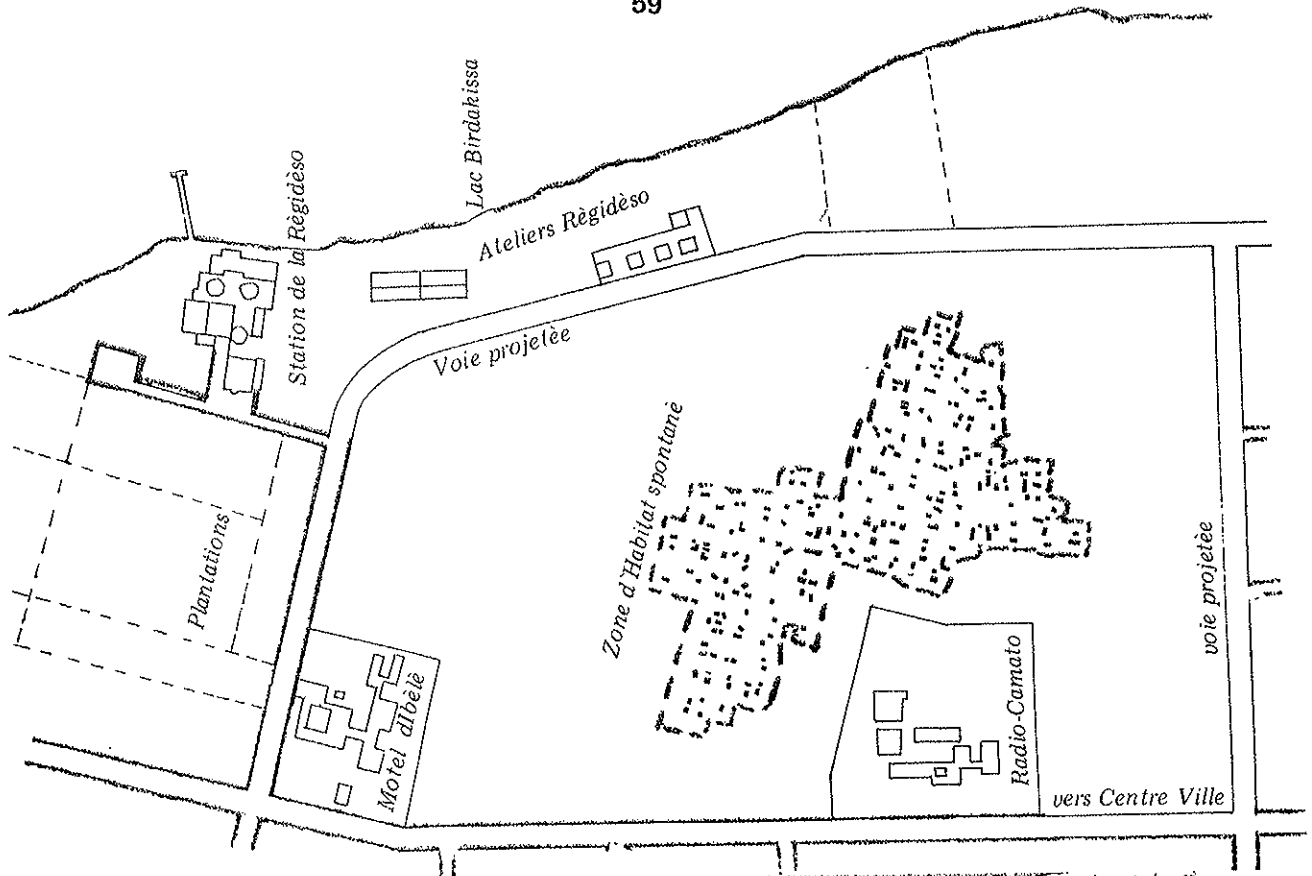 59
Lac Birdakissa
Station de la Règidèso
Ateliers Règidèso
Voie projetèe
Zone d'Habitat spontanè
Plantations
voie projetèe
Motel dIbèlè
Radio-Camato
vers Centre Ville